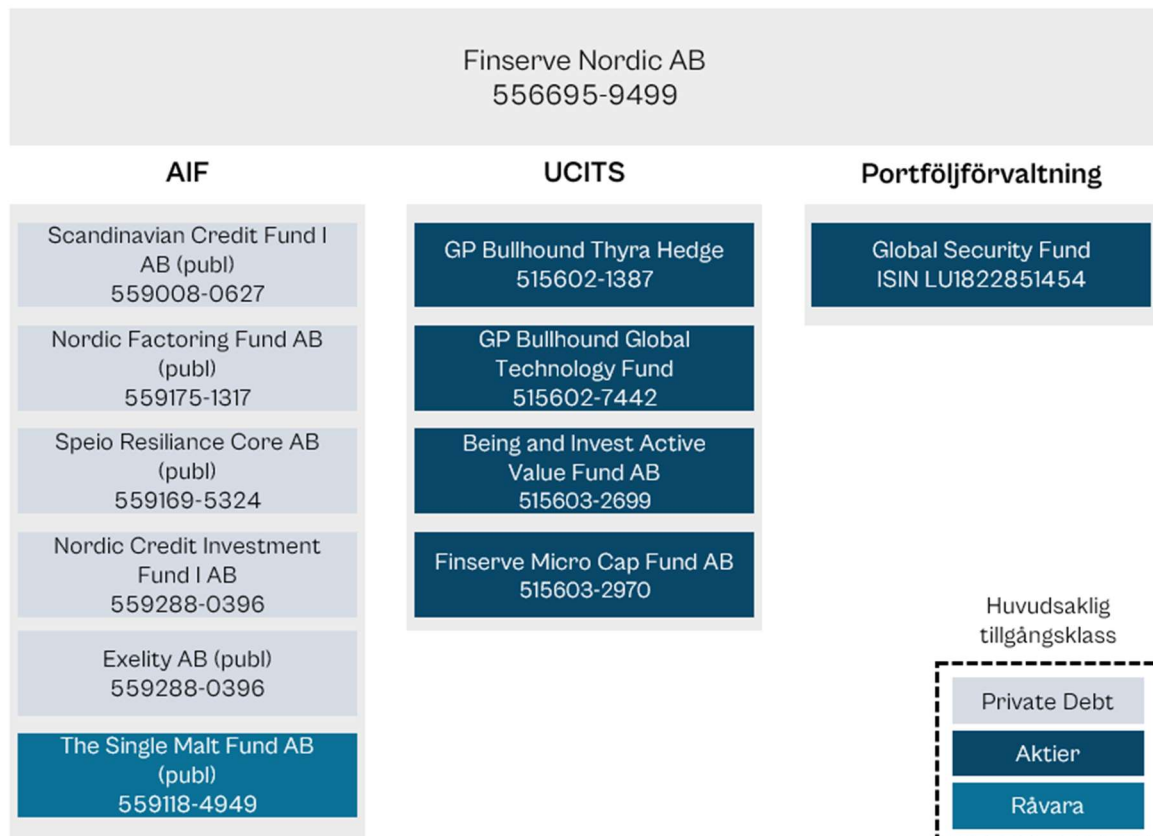 Finserve Nordic AB
556695-9499
AIF
Scandinavian Credit Fund I
AB (publ)
559008-0627
Nordic Factoring Fund AB
(publ)
559175-1317
Speio Resiliance Core AB
(publ)
559169-5324
Nordic Credit Investment
Fund I AB
559288-0396
Exelity AB (publ)
559288-0396
The Single Malt Fund AB
(publ)
559118-4949
UCITS
GP Bullhound Thyra Hedge
515602-1387
GP Bullhound Global
Technology Fund
515602-7442
Being and Invest Active
Value Fund AB
515603-2699
Finserve Micro Cap Fund AB
515603-2970
Portföljförvaltning
Global Security Fund
ISIN LU1822851454
Huvudsaklig
tillgångsklass
Private Debt
Aktier
Råvara